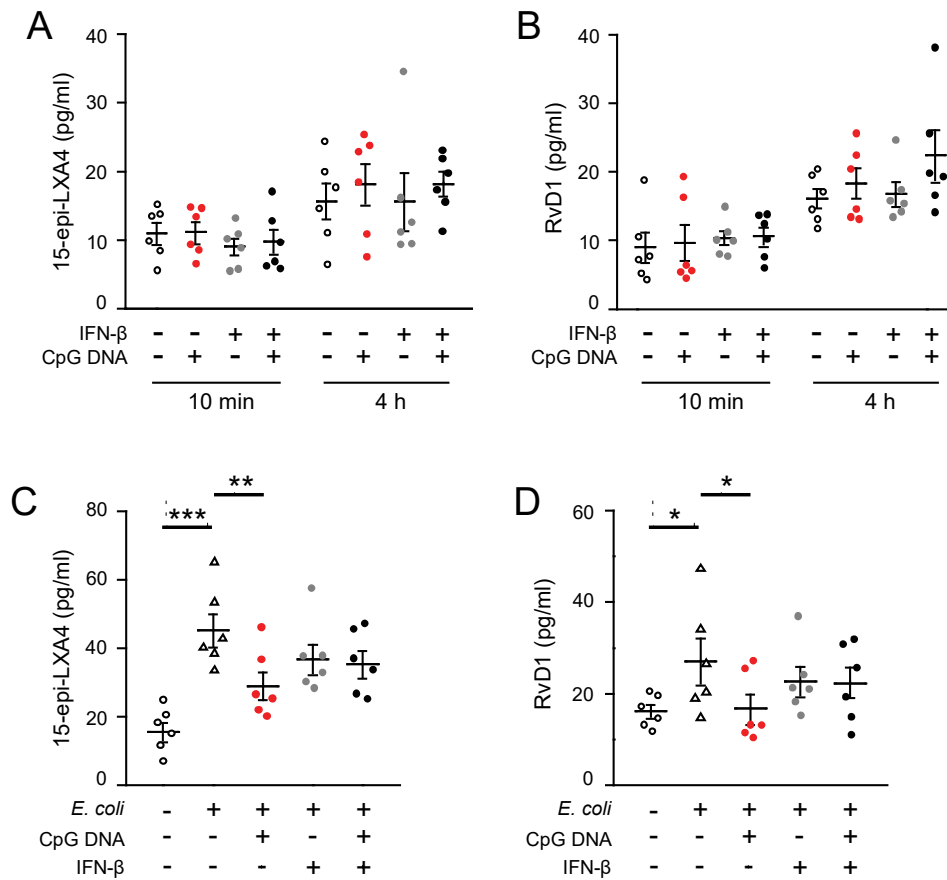 A
15-epi-LXA4 (pg/ml)
40
30
20
10
0
IFN-β - - + + - - + +
CpG DNA - + - + - + - +
10 min 4 h
B
RvD1 (pg/ml)
40
30
20
10
0
IFN-β - - + + - - + +
CpG DNA - + - + - + - +
10 min 4 h
C
15-epi-LXA4 (pg/ml)
80
60
40
20
0
*** **
E. coli - + + + +
CpG DNA - - + - +
IFN-β - - - + +
D
RvD1 (pg/ml)
60
40
20
0
* *
E. coli - + + + +
CpG DNA - - + - +
IFN-β - - - + +